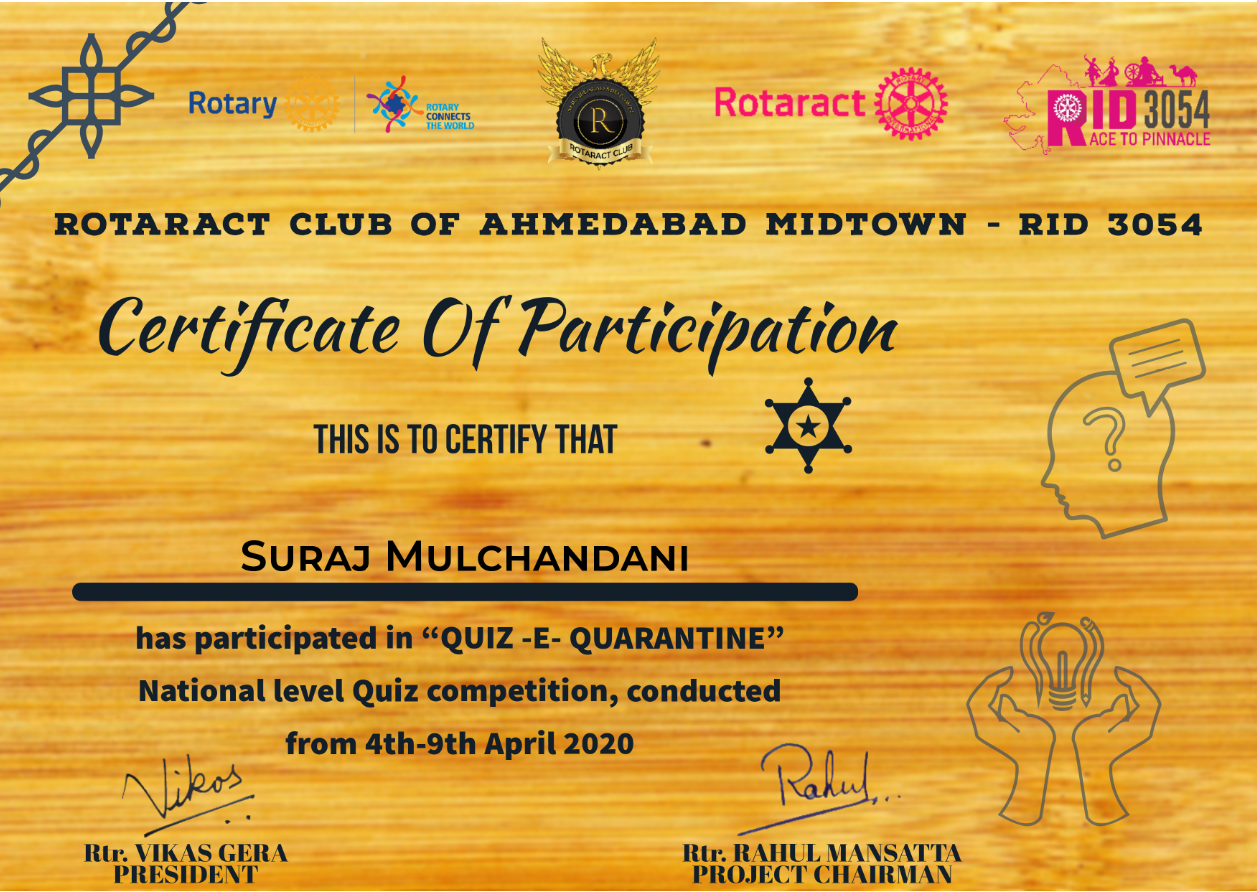 Rotary
ROTARY
CONNECTS
THE WORLD
R
ROTARACT CLUB
Rotaract
RID 3054
RACE TO PINNACLE
ROTARACT CLUB OF AHMEDABAD MIDTOWN - RID 3054
Certificate Of Participation
THIS IS TO CERTIFY THAT
SURAJ MULCHANDANI
has participated in “QUIZ -E- QUARANTINE”
National level Quiz competition, conducted
from 4th-9th April 2020
Vikas
Rahul
Rtr. VIKAS GERA
PRESIDENT
Rtr. RAHUL MANSATTA
PROJECT CHAIRMAN